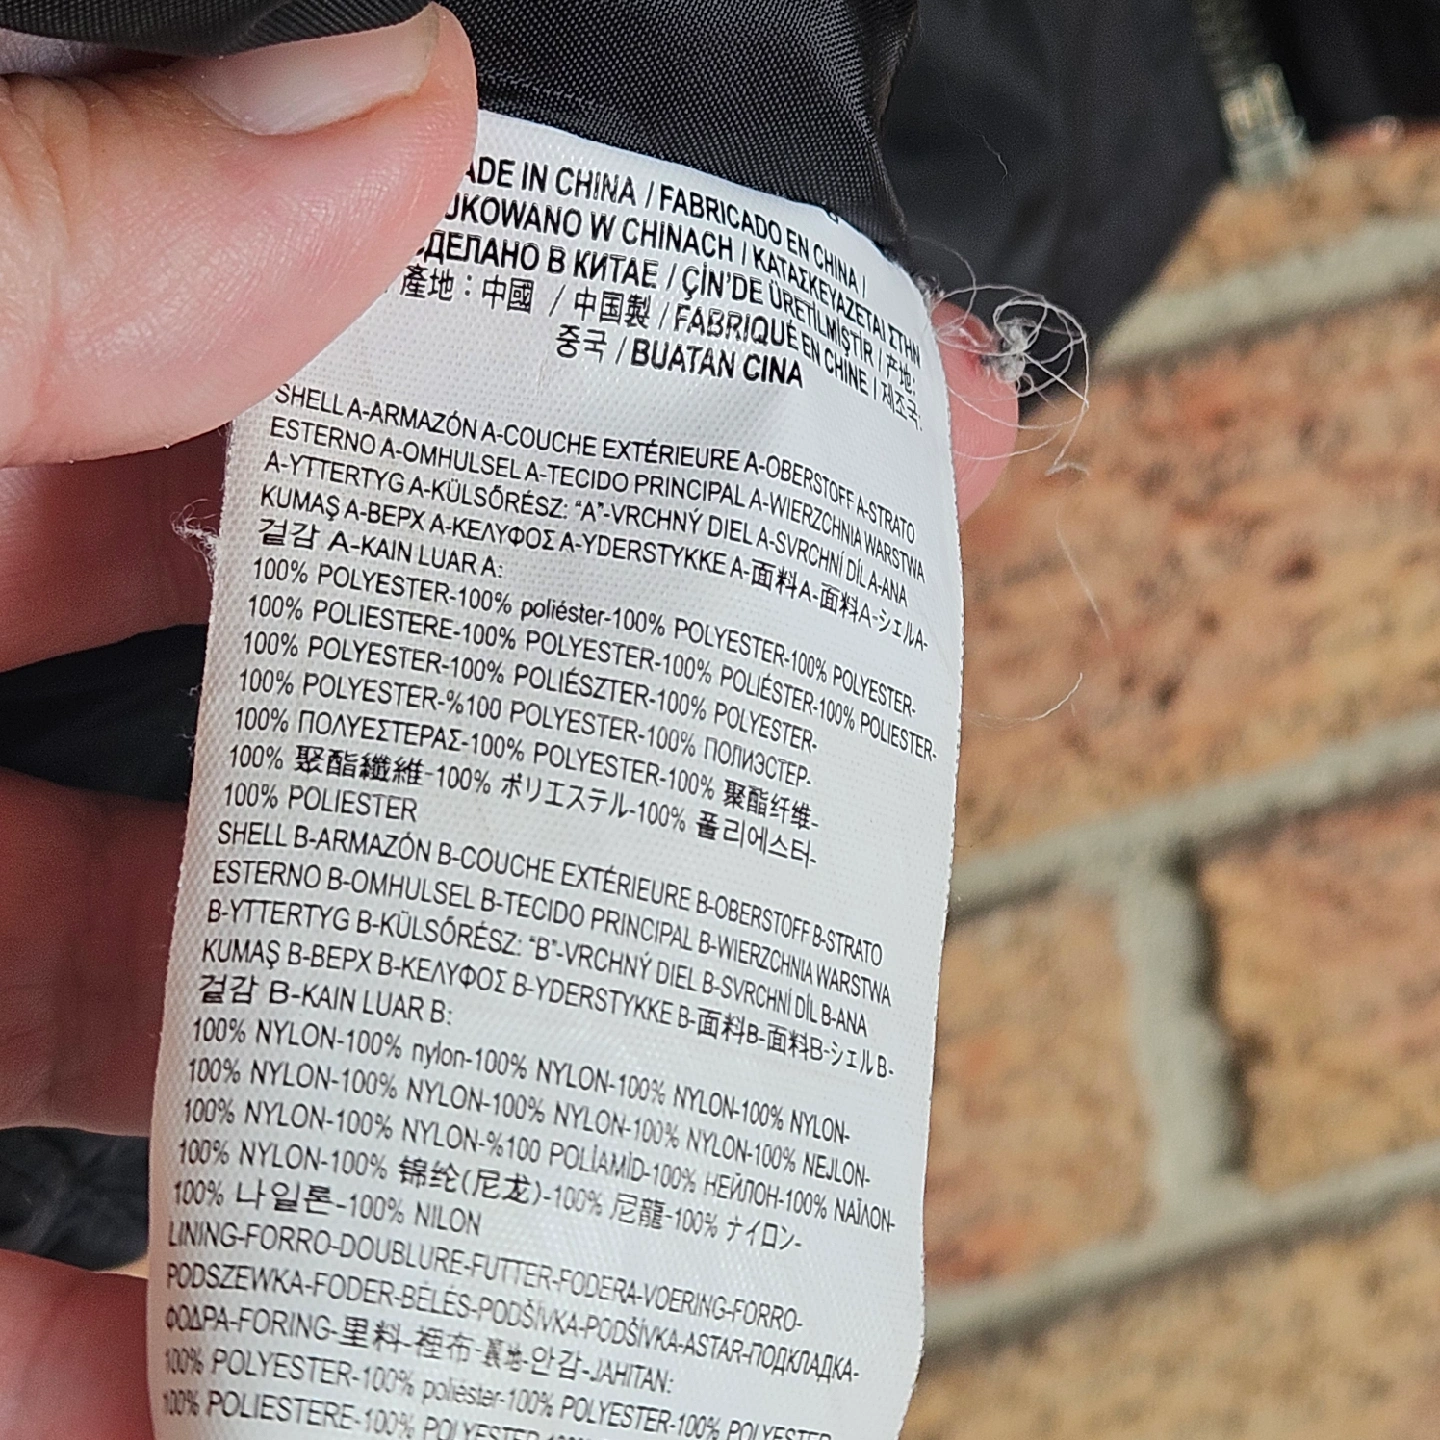 ADE IN CHINA / FABRICADO EN CHINA /
UKOWANO W CHINACH / ΚΑΤΑΣΚΕΥΑΖΕΤΑΙ ΣΤΗΝ
СДЕЛАНО В КИТАЕ / ÇİN'DE ÜRETİLMİŞTİR / 产地:
產地:中國 / 中国製 / FABRIQUÉ EN CHINE / 제조국:
중국 / BUATAN CINA
SHELL A-ARMAZÓN A-COUCHE EXTÉRIEURE A-OBERSTOFF A-STRATO
ESTERNO A-OMHULSEL A-TECIDO PRINCIPAL A-WIERZCHNIA WARSTWA
A-YTTERTYG A-KÜLSŐRÉSZ: "A"-VRCHNÝ DIEL A-SVRCHNÍ DÍL A-ANA
KUMAŞ A-ВЕРХ A-ΚΕΛΥΦΟΣ A-YDERSTYKKE A-面料A-面料A-シェルA-
겉감 A-KAIN LUAR A:
100% POLYESTER-100% poliéster-100% POLYESTER-100% POLYESTER-
100% POLIESTERE-100% POLYESTER-100% POLIÉSTER-100% POLIESTER-
100% POLYESTER-100% POLIÉSZTER-100% POLYESTER-
100% POLYESTER-%100 POLYESTER-100% ПОЛИЭСТЕР-
100% ΠΟΛΥΕΣΤΕΡΑΣ-100% POLYESTER-100% 聚酯纤维-
100% 聚酯纖維-100% ポリエステル-100% 폴리에스터-
100% POLIESTER
SHELL B-ARMAZÓN B-COUCHE EXTÉRIEURE B-OBERSTOFF B-STRATO
ESTERNO B-OMHULSEL B-TECIDO PRINCIPAL B-WIERZCHNIA WARSTWA
B-YTTERTYG B-KÜLSŐRÉSZ: "B"-VRCHNÝ DIEL B-SVRCHNÍ DÍL B-ANA
KUMAŞ B-ВЕРХ B-ΚΕΛΥΦΟΣ B-YDERSTYKKE B-面料B-面料B-シェル B-
겉감 B-KAIN LUAR B:
100% NYLON-100% nylon-100% NYLON-100% NYLON-100% NYLON-
100% NYLON-100% NYLON-100% NYLON-100% NYLON-100% NEJLON-
100% NYLON-100% NYLON-%100 POLİAMİD-100% НЕЙЛОН-100% ΝΑΪΛΟΝ-
100% NYLON-100% 锦纶(尼龙)-100% 尼龍-100% ナイロン-
100% 나일론-100% NILON
LINING-FORRO-DOUBLURE-FUTTER-FODERA-VOERING-FORRO-
PODSZEWKA-FODER-BÉLÉS-PODŠÍVKA-PODŠÍVKA-ASTAR-ПОДКЛАДКА-
ΦΟΔΡΑ-FORING-里料-裡布-裏地-안감-JAHITAN:
100% POLYESTER-100% poliéster-100% POLYESTER-100% POLYESTER-
100% POLIESTERE-100% POLYESTER-100%